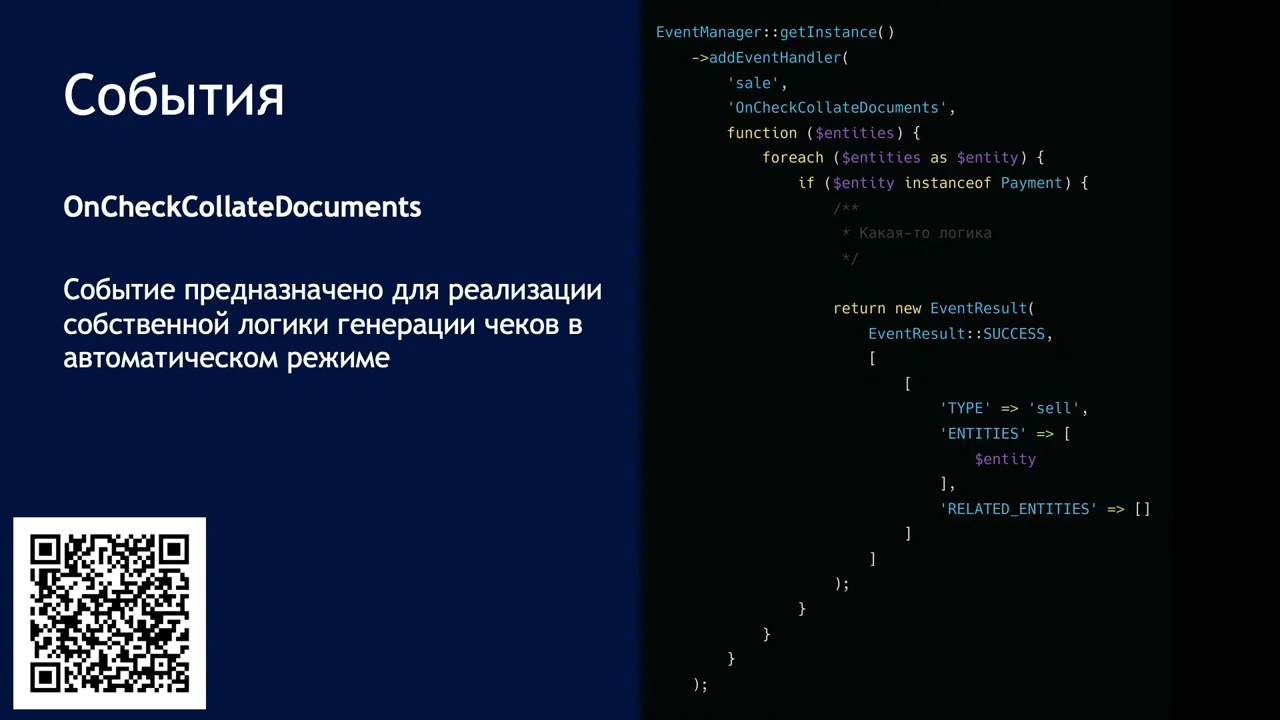 События
OnCheckCollateDocuments
Событие предназначено для реализации
собственной логики генерации чеков в
автоматическом режиме
EventManager::getInstance()
->addEventHandler(
'sale',
'OnCheckCollateDocuments',
function ($entities) {
foreach ($entities as $entity) {
if ($entity instanceof Payment) {
/**
* Какая-то логика
*/
return new EventResult(
EventResult::SUCCESS,
[
[
'TYPE' => 'sell',
'ENTITIES' => [
$entity
],
'RELATED_ENTITIES' => []
]
]
);
}
}
}
);